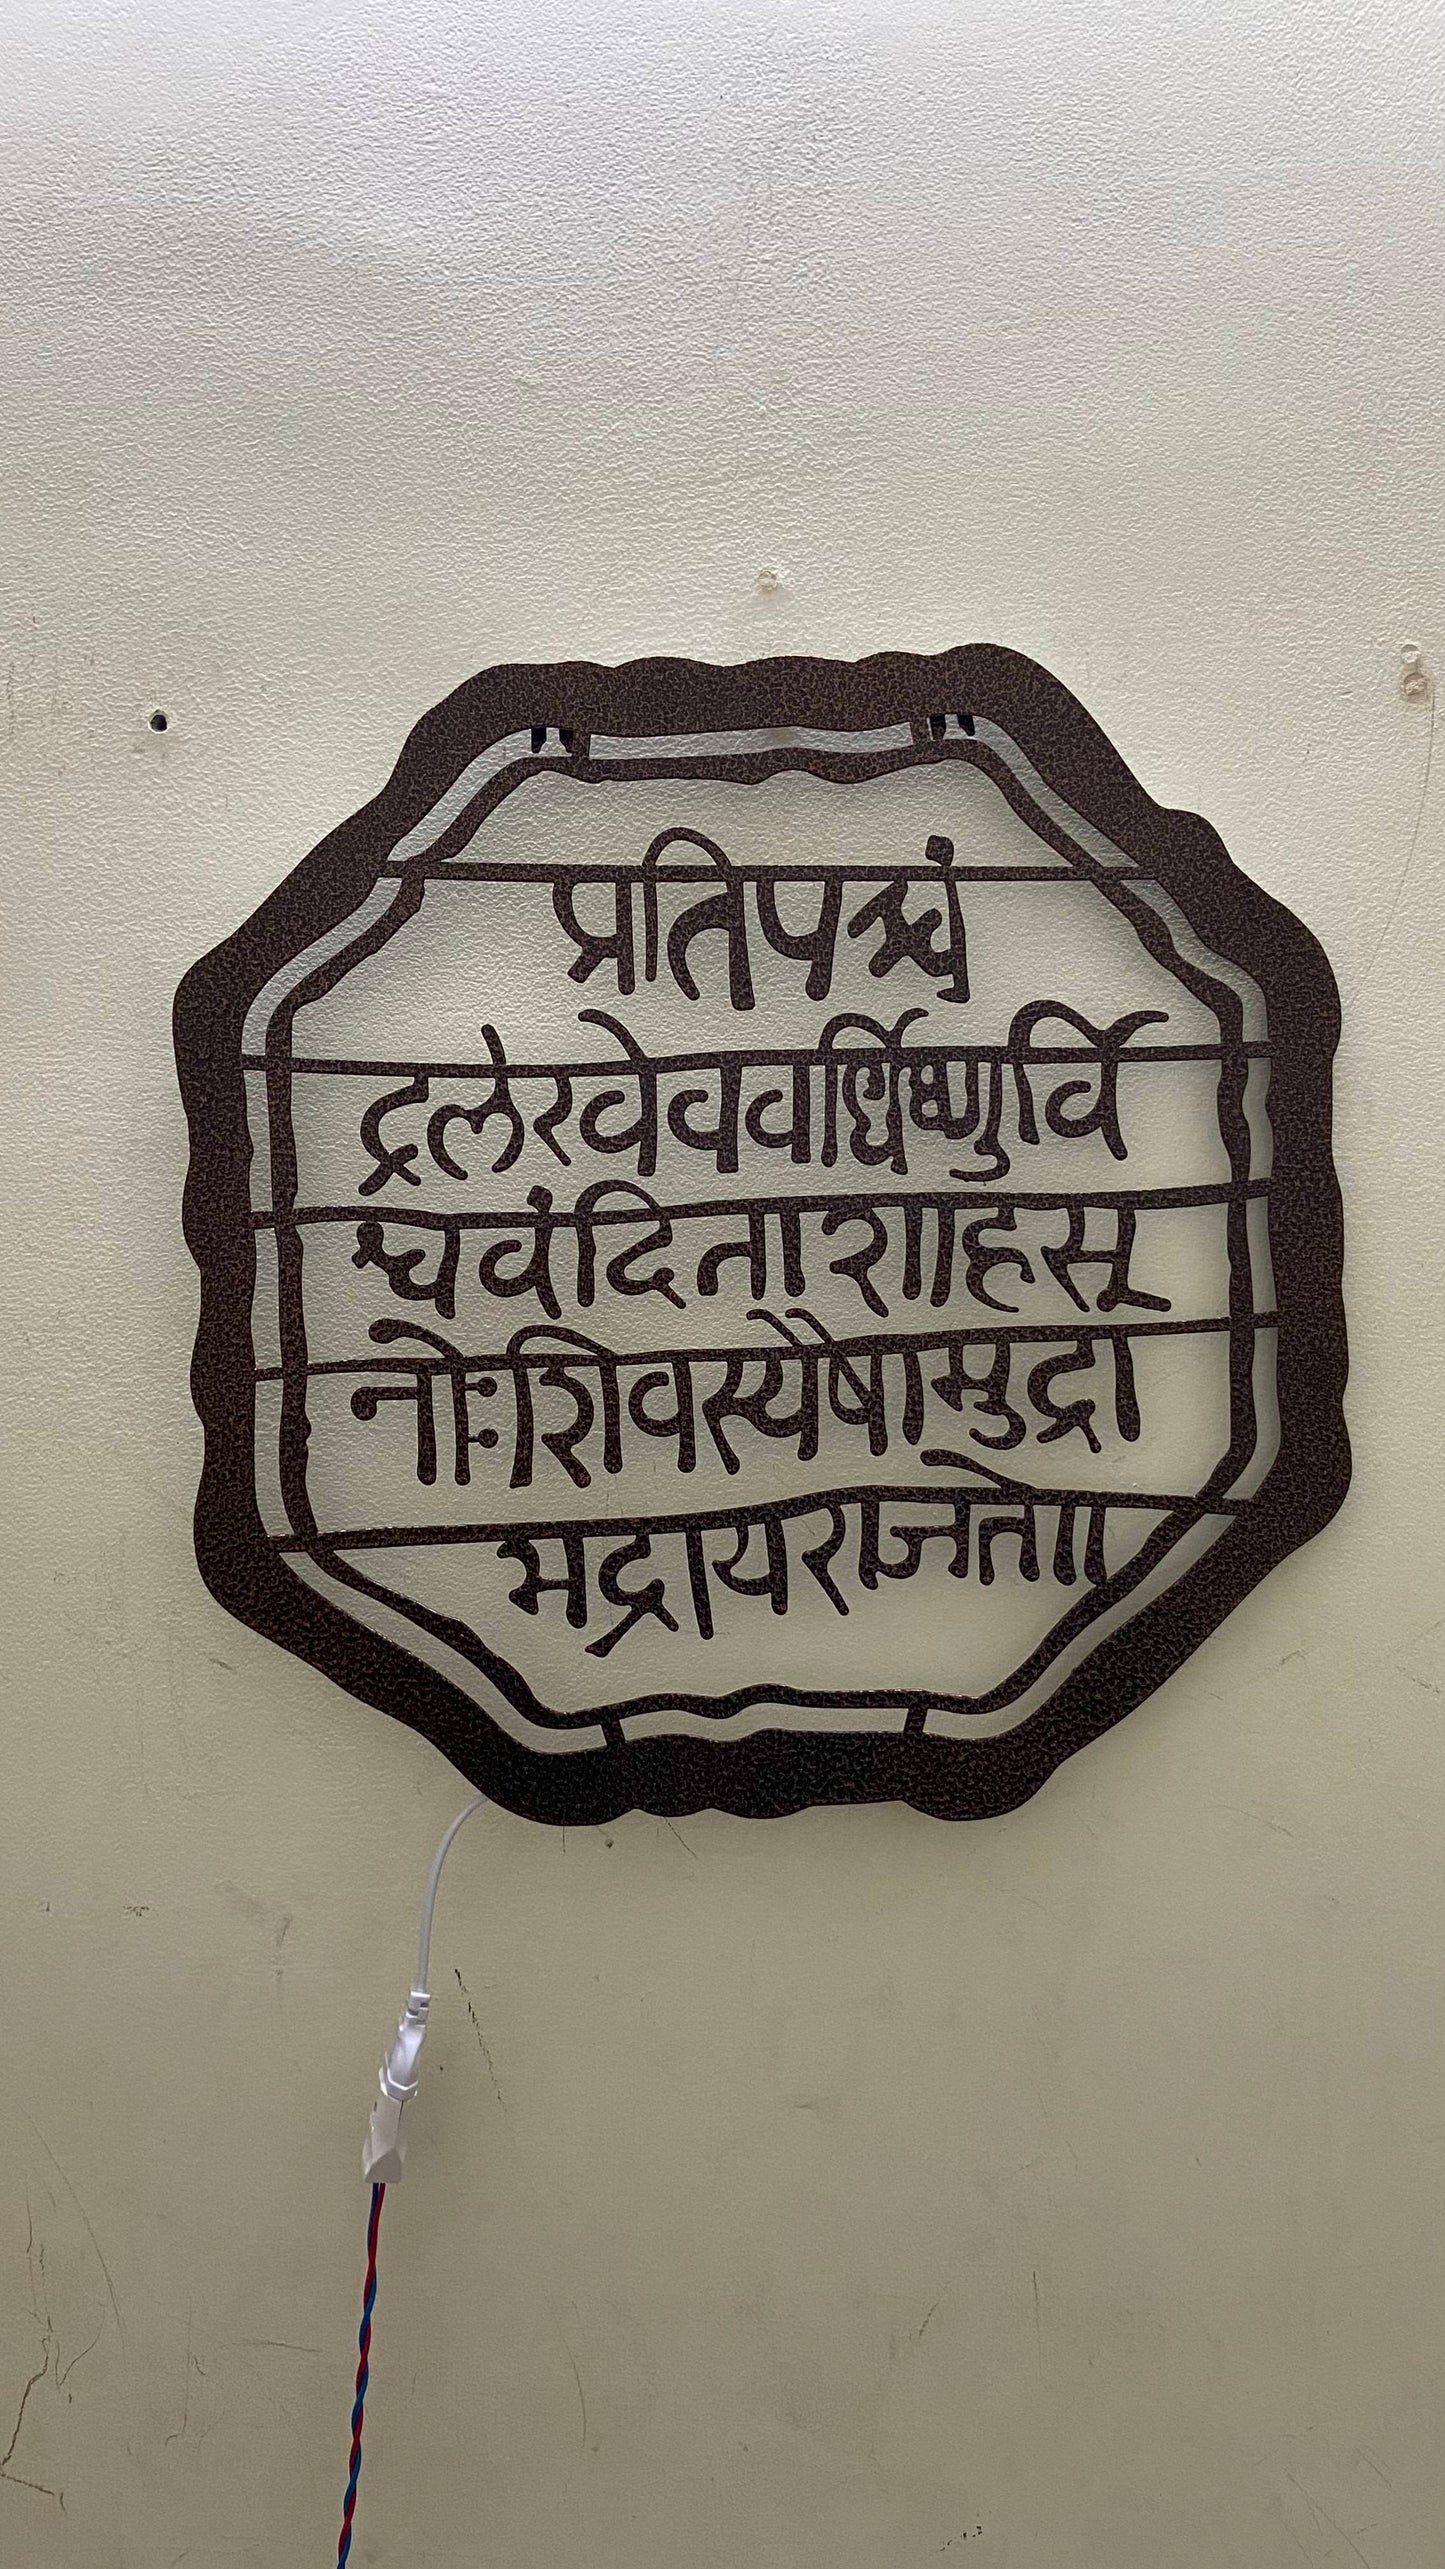 प्रतिपच्चं
द्रलेखेववर्धिष्णुर्वि
श्ववंदिताशाहसू
नोःशिवस्यैषामुद्रा
भद्रायराजते॥